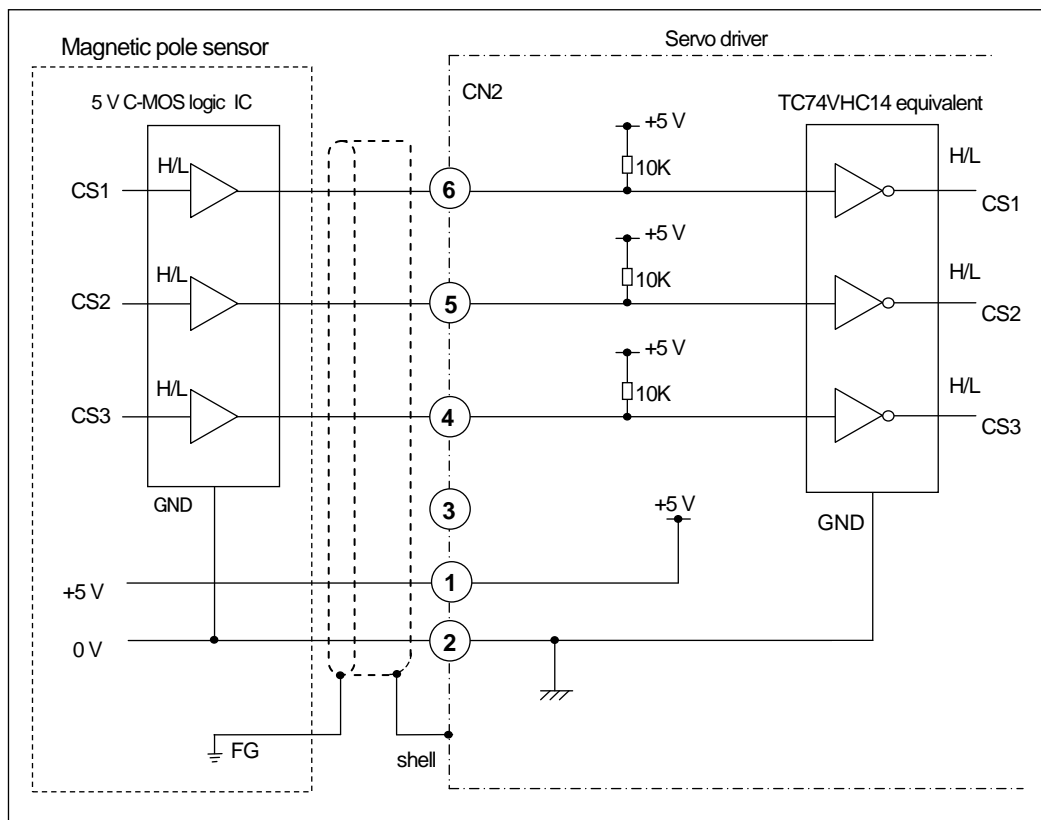 Magnetic pole sensor
Servo driver
5 V C-MOS logic IC
CN2
TC74VHC14 equivalent
+5 V
10K
H/L
CS1
6
H/L
CS1
+5 V
10K
H/L
CS2
5
H/L
CS2
+5 V
10K
H/L
CS3
4
H/L
CS3
GND
3
+5 V
GND
+5 V
1
0 V
2
FG
shell